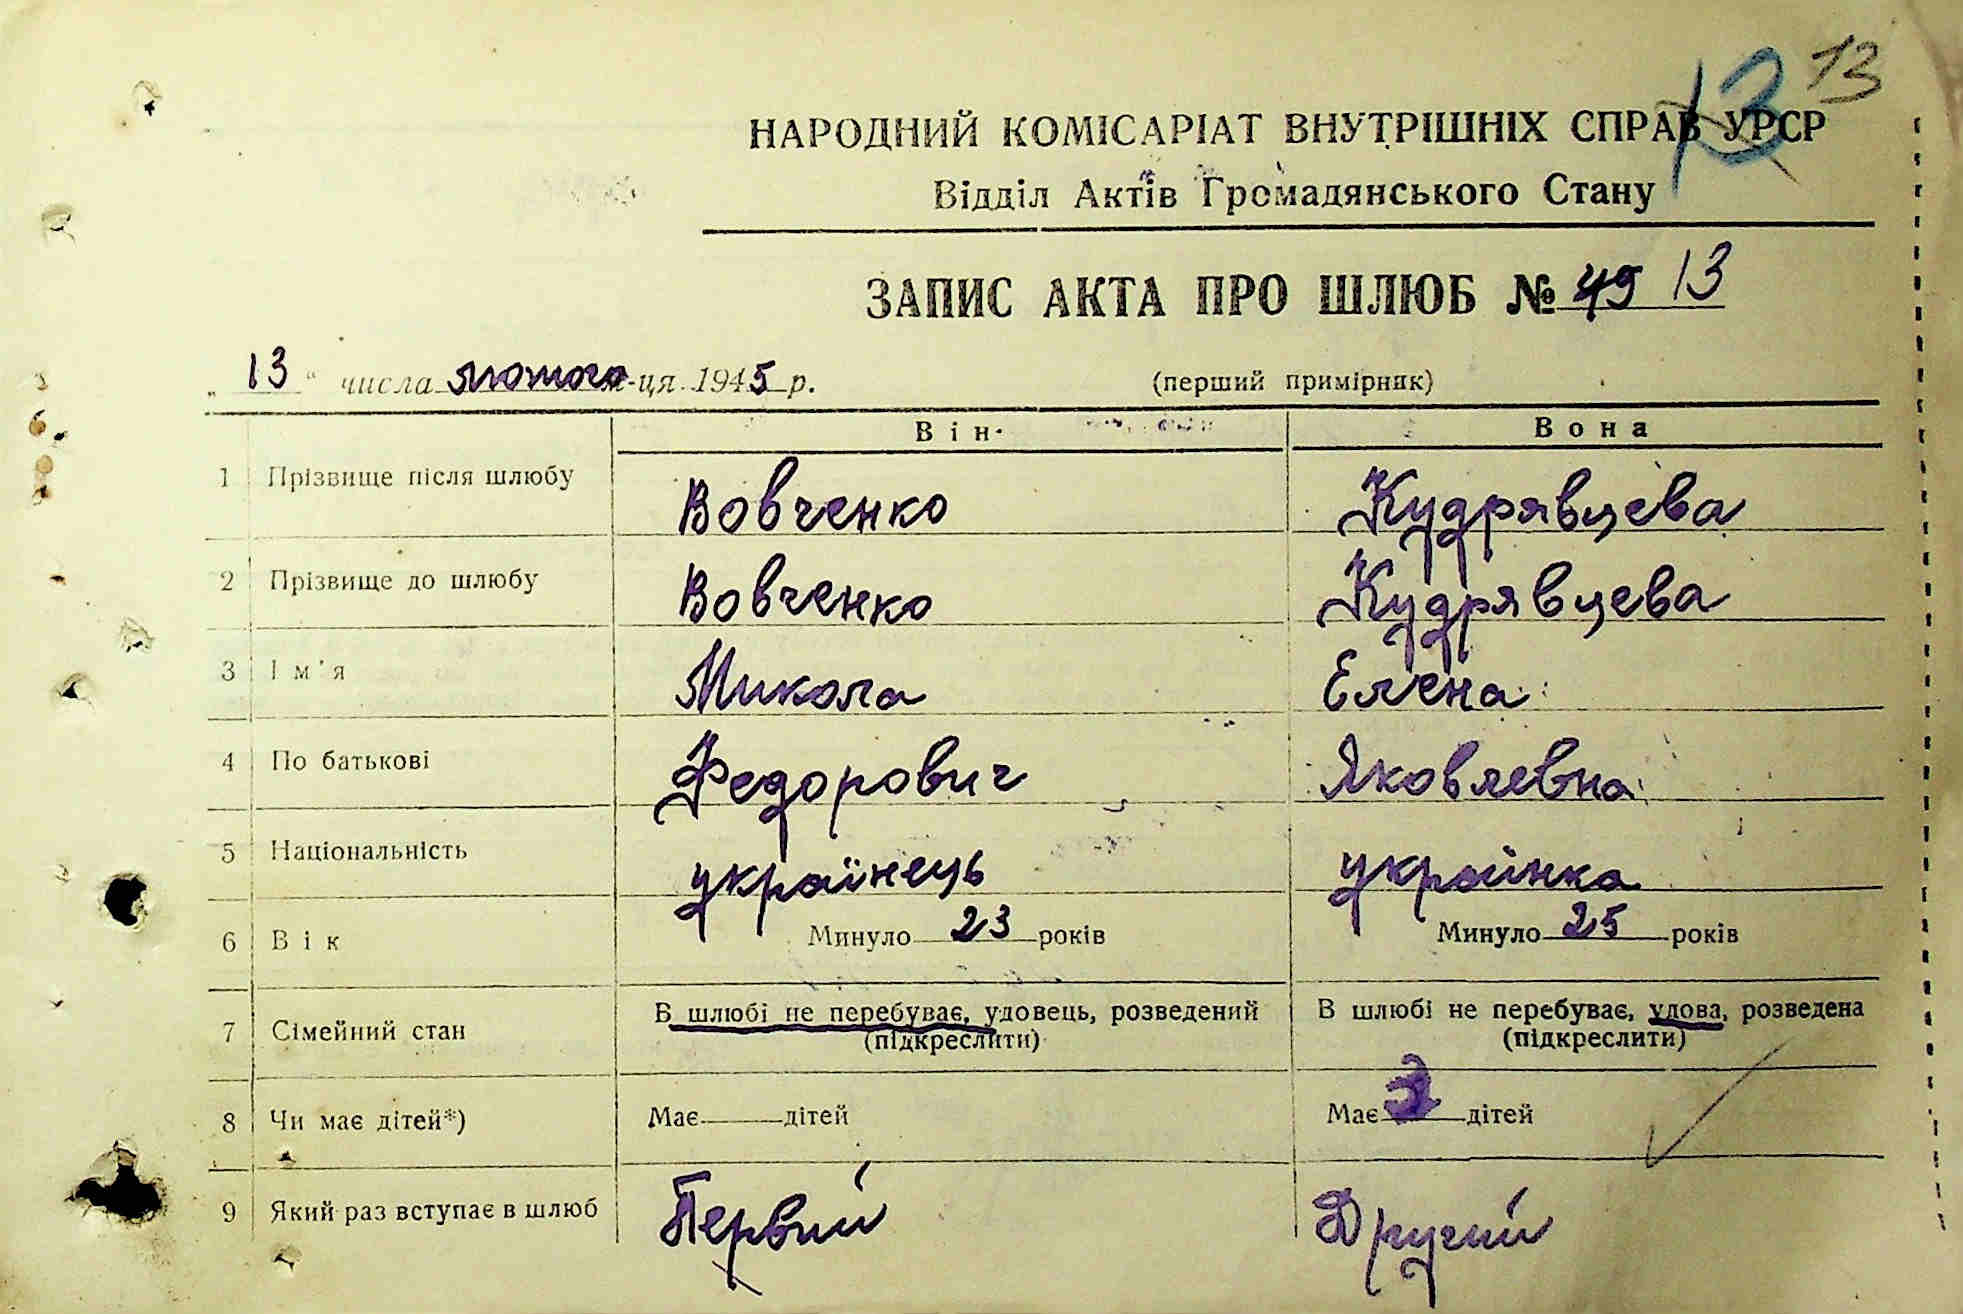 13 13
НАРОДНИЙ КОМІСАРІАТ ВНУТРІШНІХ СПРАВ УРСР
Відділ Актів Громадянського Стану
ЗАПИС АКТА ПРО ШЛЮБ № 49 13
„13“ числа лютого м-ця 1945 р. (перший примірник)
Він Вона
1 Прізвище після шлюбу Вовченко Кудрявцева
2 Прізвище до шлюбу Вовченко Кудрявцева
3 Ім'я Микола Елена
4 По батькові Федорович Яковлевна
5 Національність українець українка
6 Вік Минуло 23 років Минуло 25 років
7 Сімейний стан В шлюбі не перебуває, удовець, розведений В шлюбі не перебуває, удова, розведена
(підкреслити) (підкреслити)
8 Чи має дітей*) Має дітей Має дітей
9 Який раз вступає в шлюб Первий Другий